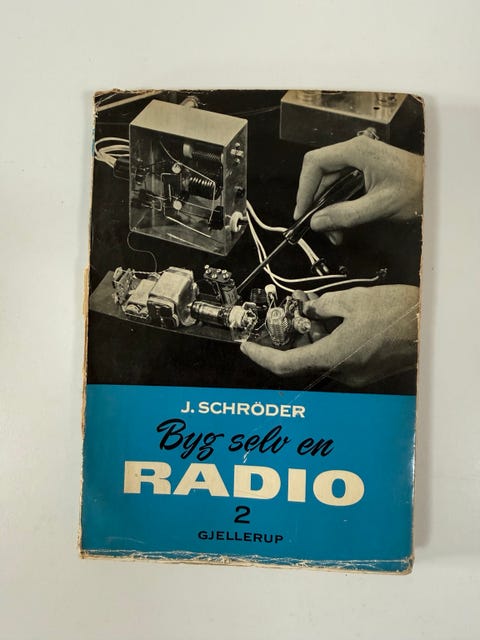 J. SCHRÖDER
Byg selv en
RADIO
2
GJELLERUP